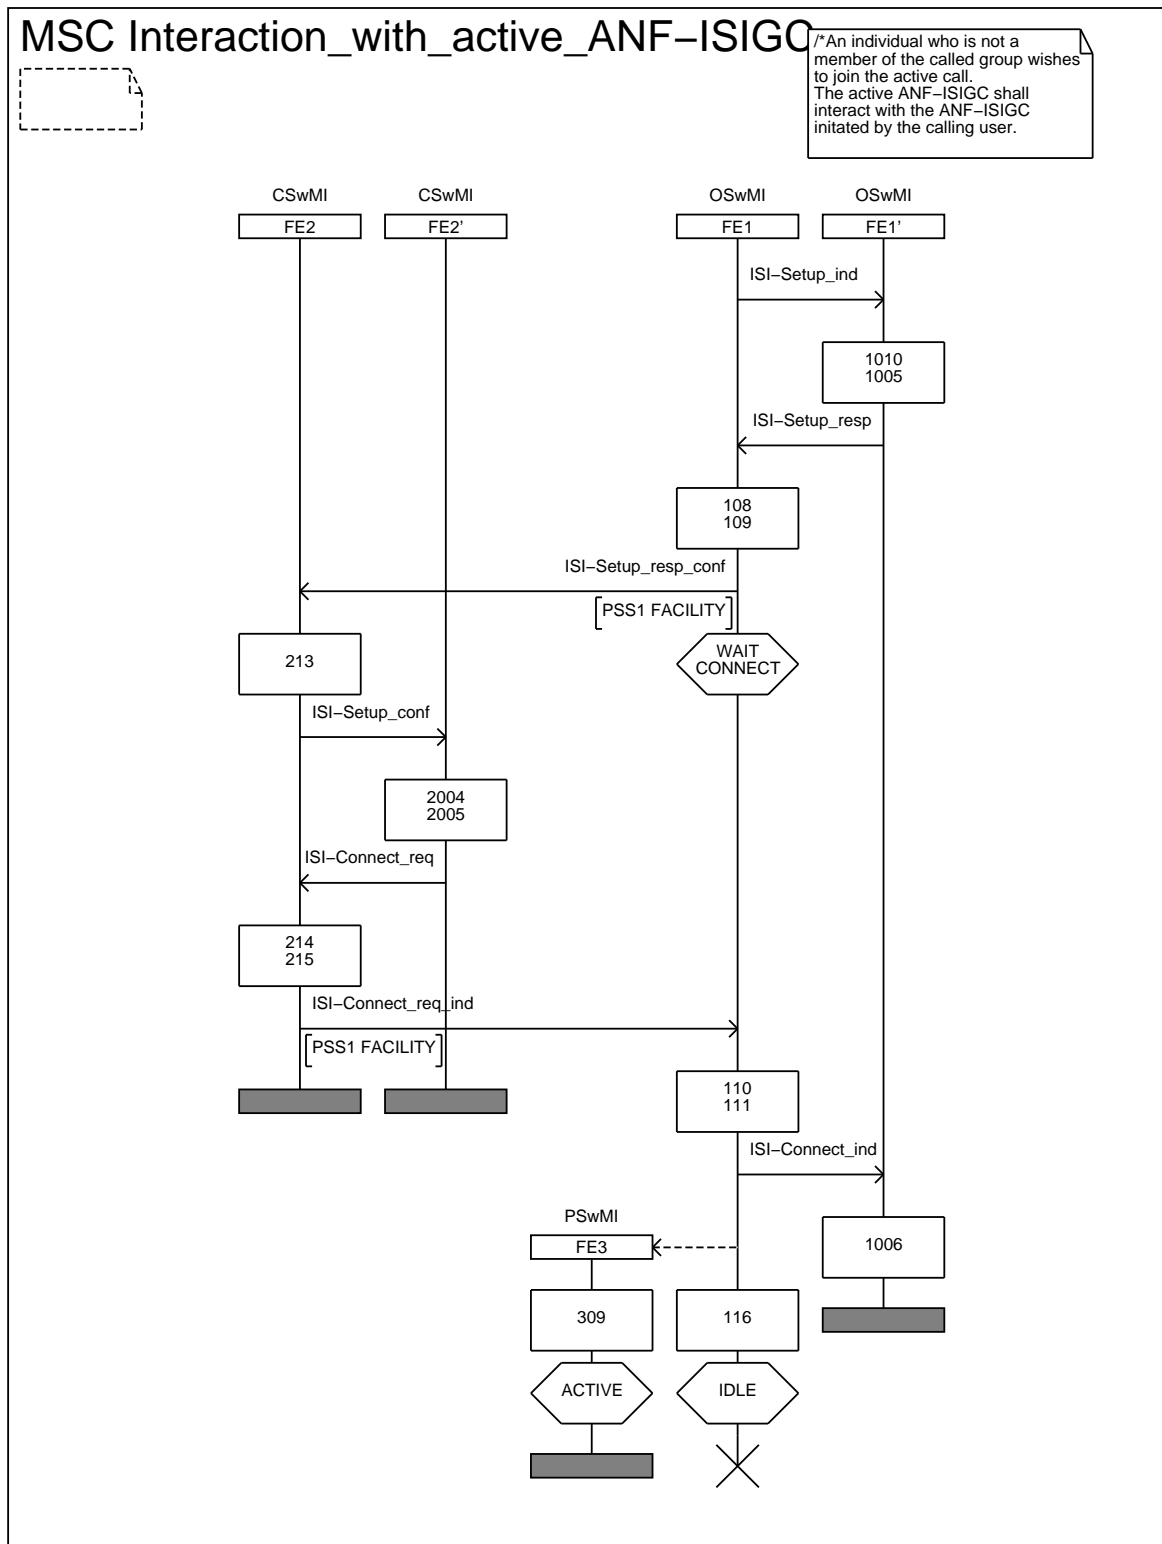 MSC Interaction_with_active_ANF−ISIGC
/*An individual who is not a
member of the called group wishes
to join the active call.
The active ANF−ISIGC shall
interact with the ANF−ISIGC
initated by the calling user.
CSwMI
CSwMI
OSwMI
OSwMI
FE2
FE2'
FE1
FE1'
ISI−Setup_ind
1010
1005
ISI−Setup_resp
108
109
ISI−Setup_resp_conf
PSS1 FACILITY
213
WAIT
CONNECT
ISI−Setup_conf
2004
2005
ISI−Connect_req
214
215
ISI−Connect_req_ind
PSS1 FACILITY
110
111
ISI−Connect_ind
PSwMI
FE3
1006
309
116
ACTIVE
IDLE